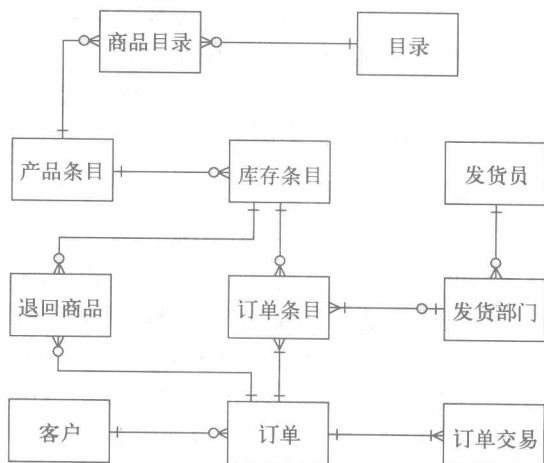 商品目录
目录
产品条目
库存条目
发货员
退回商品
订单条目
发货部门
客户
订单
订单交易